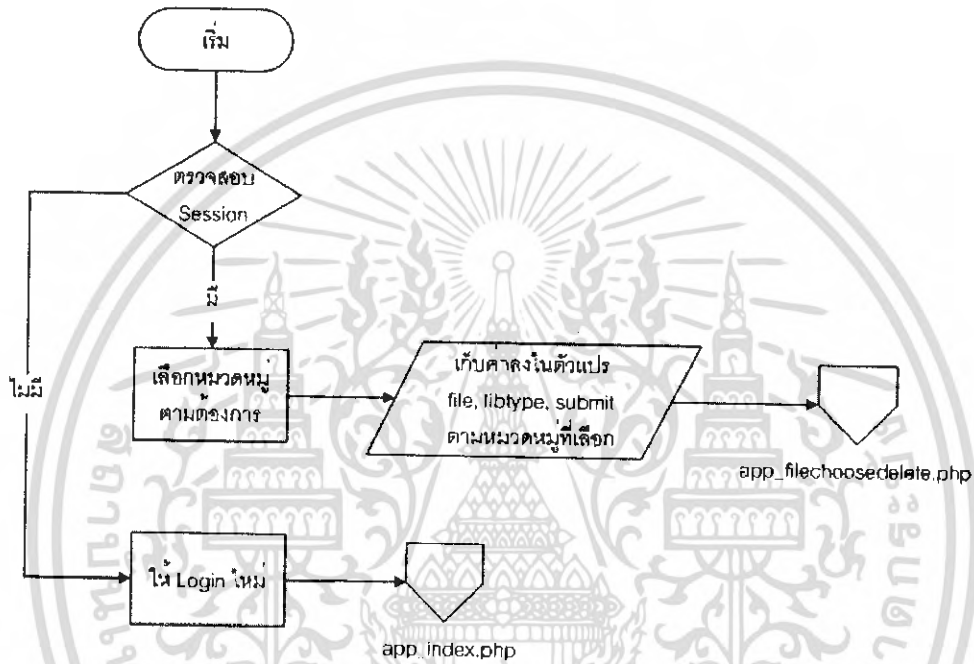 เริ่ม
ตรวจสอบ
Session
มี
ไม่มี
เลือกหมวดหมู่
ตามต้องการ
เก็บค่าลงในตัวแปร
file, libtype, submit
ตามหมวดหมู่ที่เลือก
app_filechoosedelete.php
ให้ Login ใหม่
app_index.php